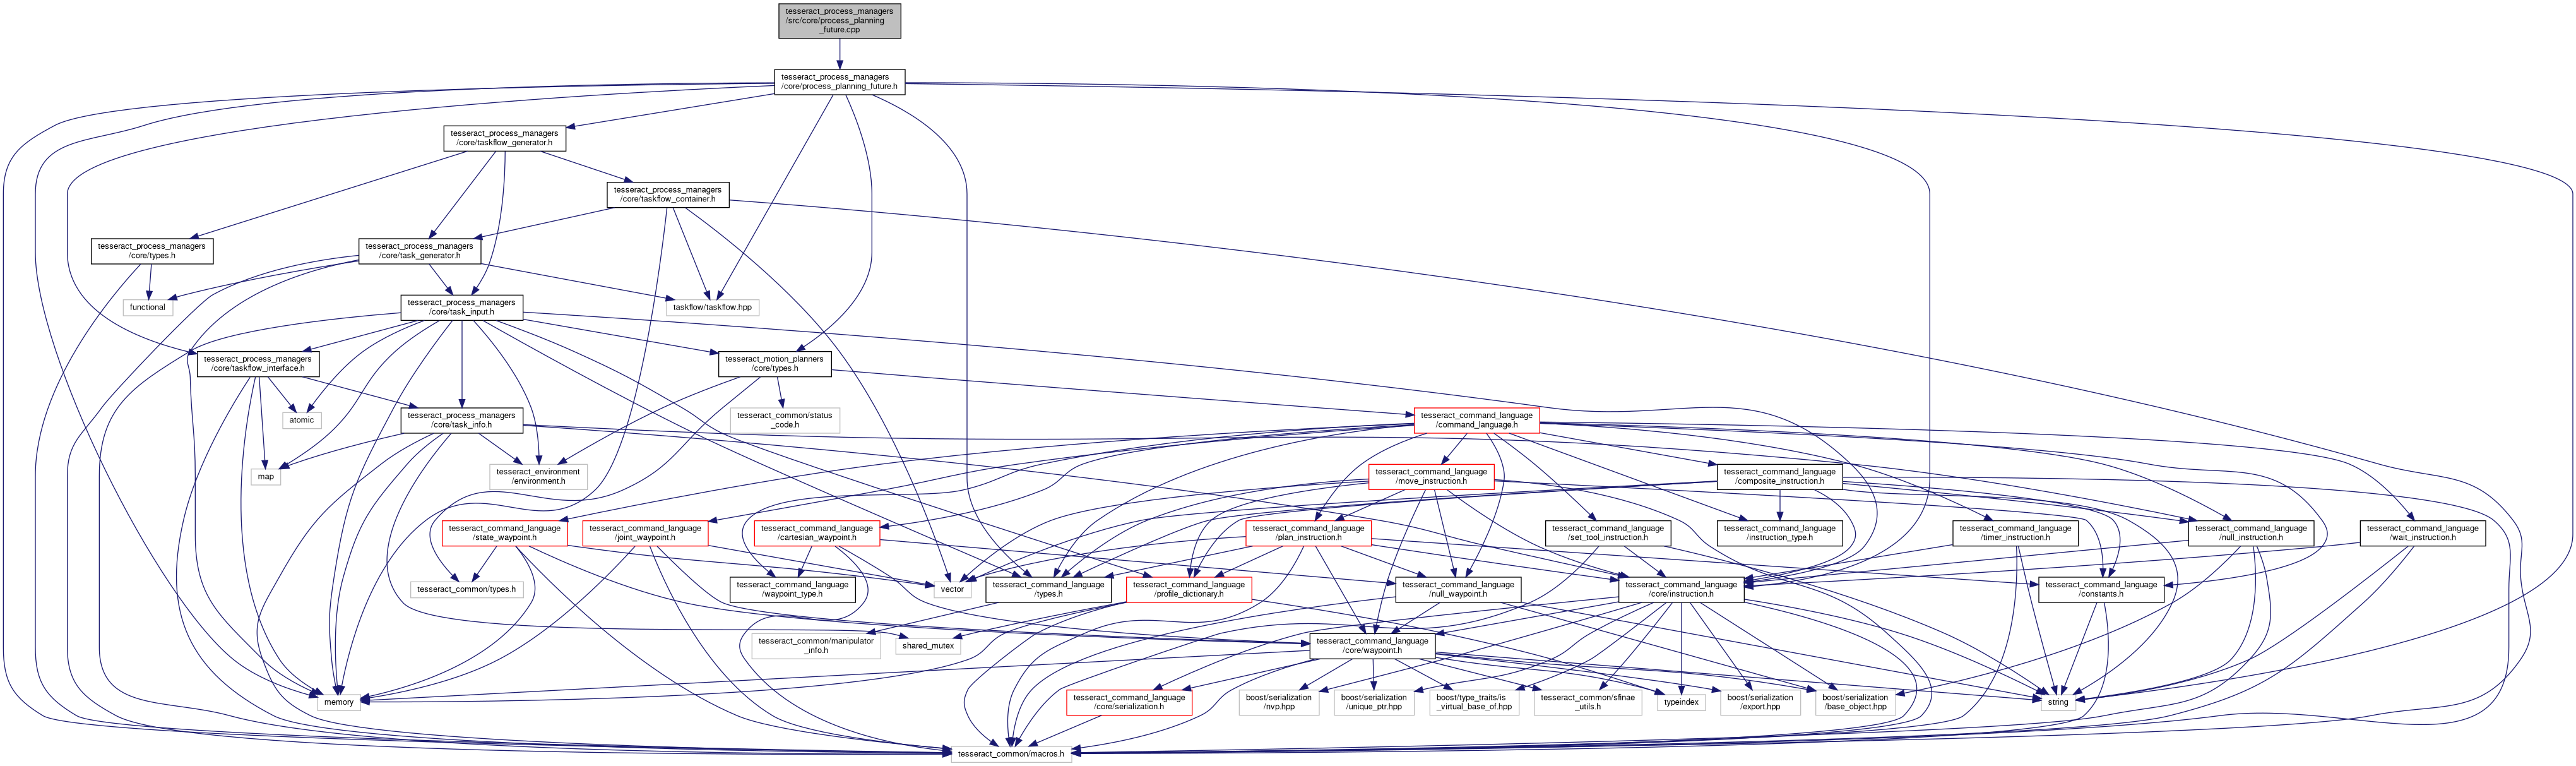 tesseract_process_managers
/src/core/process_planning
_future.cpp
tesseract_process_managers
/core/process_planning_future.h
tesseract_process_managers
/core/taskflow_generator.h
tesseract_process_managers
/core/taskflow_container.h
tesseract_process_managers
/core/types.h
tesseract_process_managers
/core/task_generator.h
functional
tesseract_process_managers
/core/task_input.h
taskflow/taskflow.hpp
tesseract_process_managers
/core/taskflow_interface.h
tesseract_motion_planners
/core/types.h
atomic
tesseract_process_managers
/core/task_info.h
tesseract_common/status
_code.h
tesseract_command_language
/command_language.h
map
tesseract_environment
/environment.h
tesseract_command_language
/move_instruction.h
tesseract_command_language
/composite_instruction.h
tesseract_command_language
/state_waypoint.h
tesseract_command_language
/joint_waypoint.h
tesseract_command_language
/cartesian_waypoint.h
tesseract_command_language
/plan_instruction.h
tesseract_command_language
/set_tool_instruction.h
tesseract_command_language
/instruction_type.h
tesseract_command_language
/timer_instruction.h
tesseract_command_language
/null_instruction.h
tesseract_command_language
/wait_instruction.h
tesseract_common/types.h
tesseract_command_language
/waypoint_type.h
vector
tesseract_command_language
/types.h
tesseract_command_language
/profile_dictionary.h
tesseract_command_language
/null_waypoint.h
tesseract_command_language
/core/instruction.h
tesseract_command_language
/constants.h
tesseract_common/manipulator
_info.h
shared_mutex
tesseract_command_language
/core/waypoint.h
memory
tesseract_command_language
/core/serialization.h
boost/serialization
/nvp.hpp
boost/serialization
/unique_ptr.hpp
boost/type_traits/is
_virtual_base_of.hpp
tesseract_common/sfinae
_utils.h
typeindex
boost/serialization
/export.hpp
boost/serialization
/base_object.hpp
string
tesseract_common/macros.h